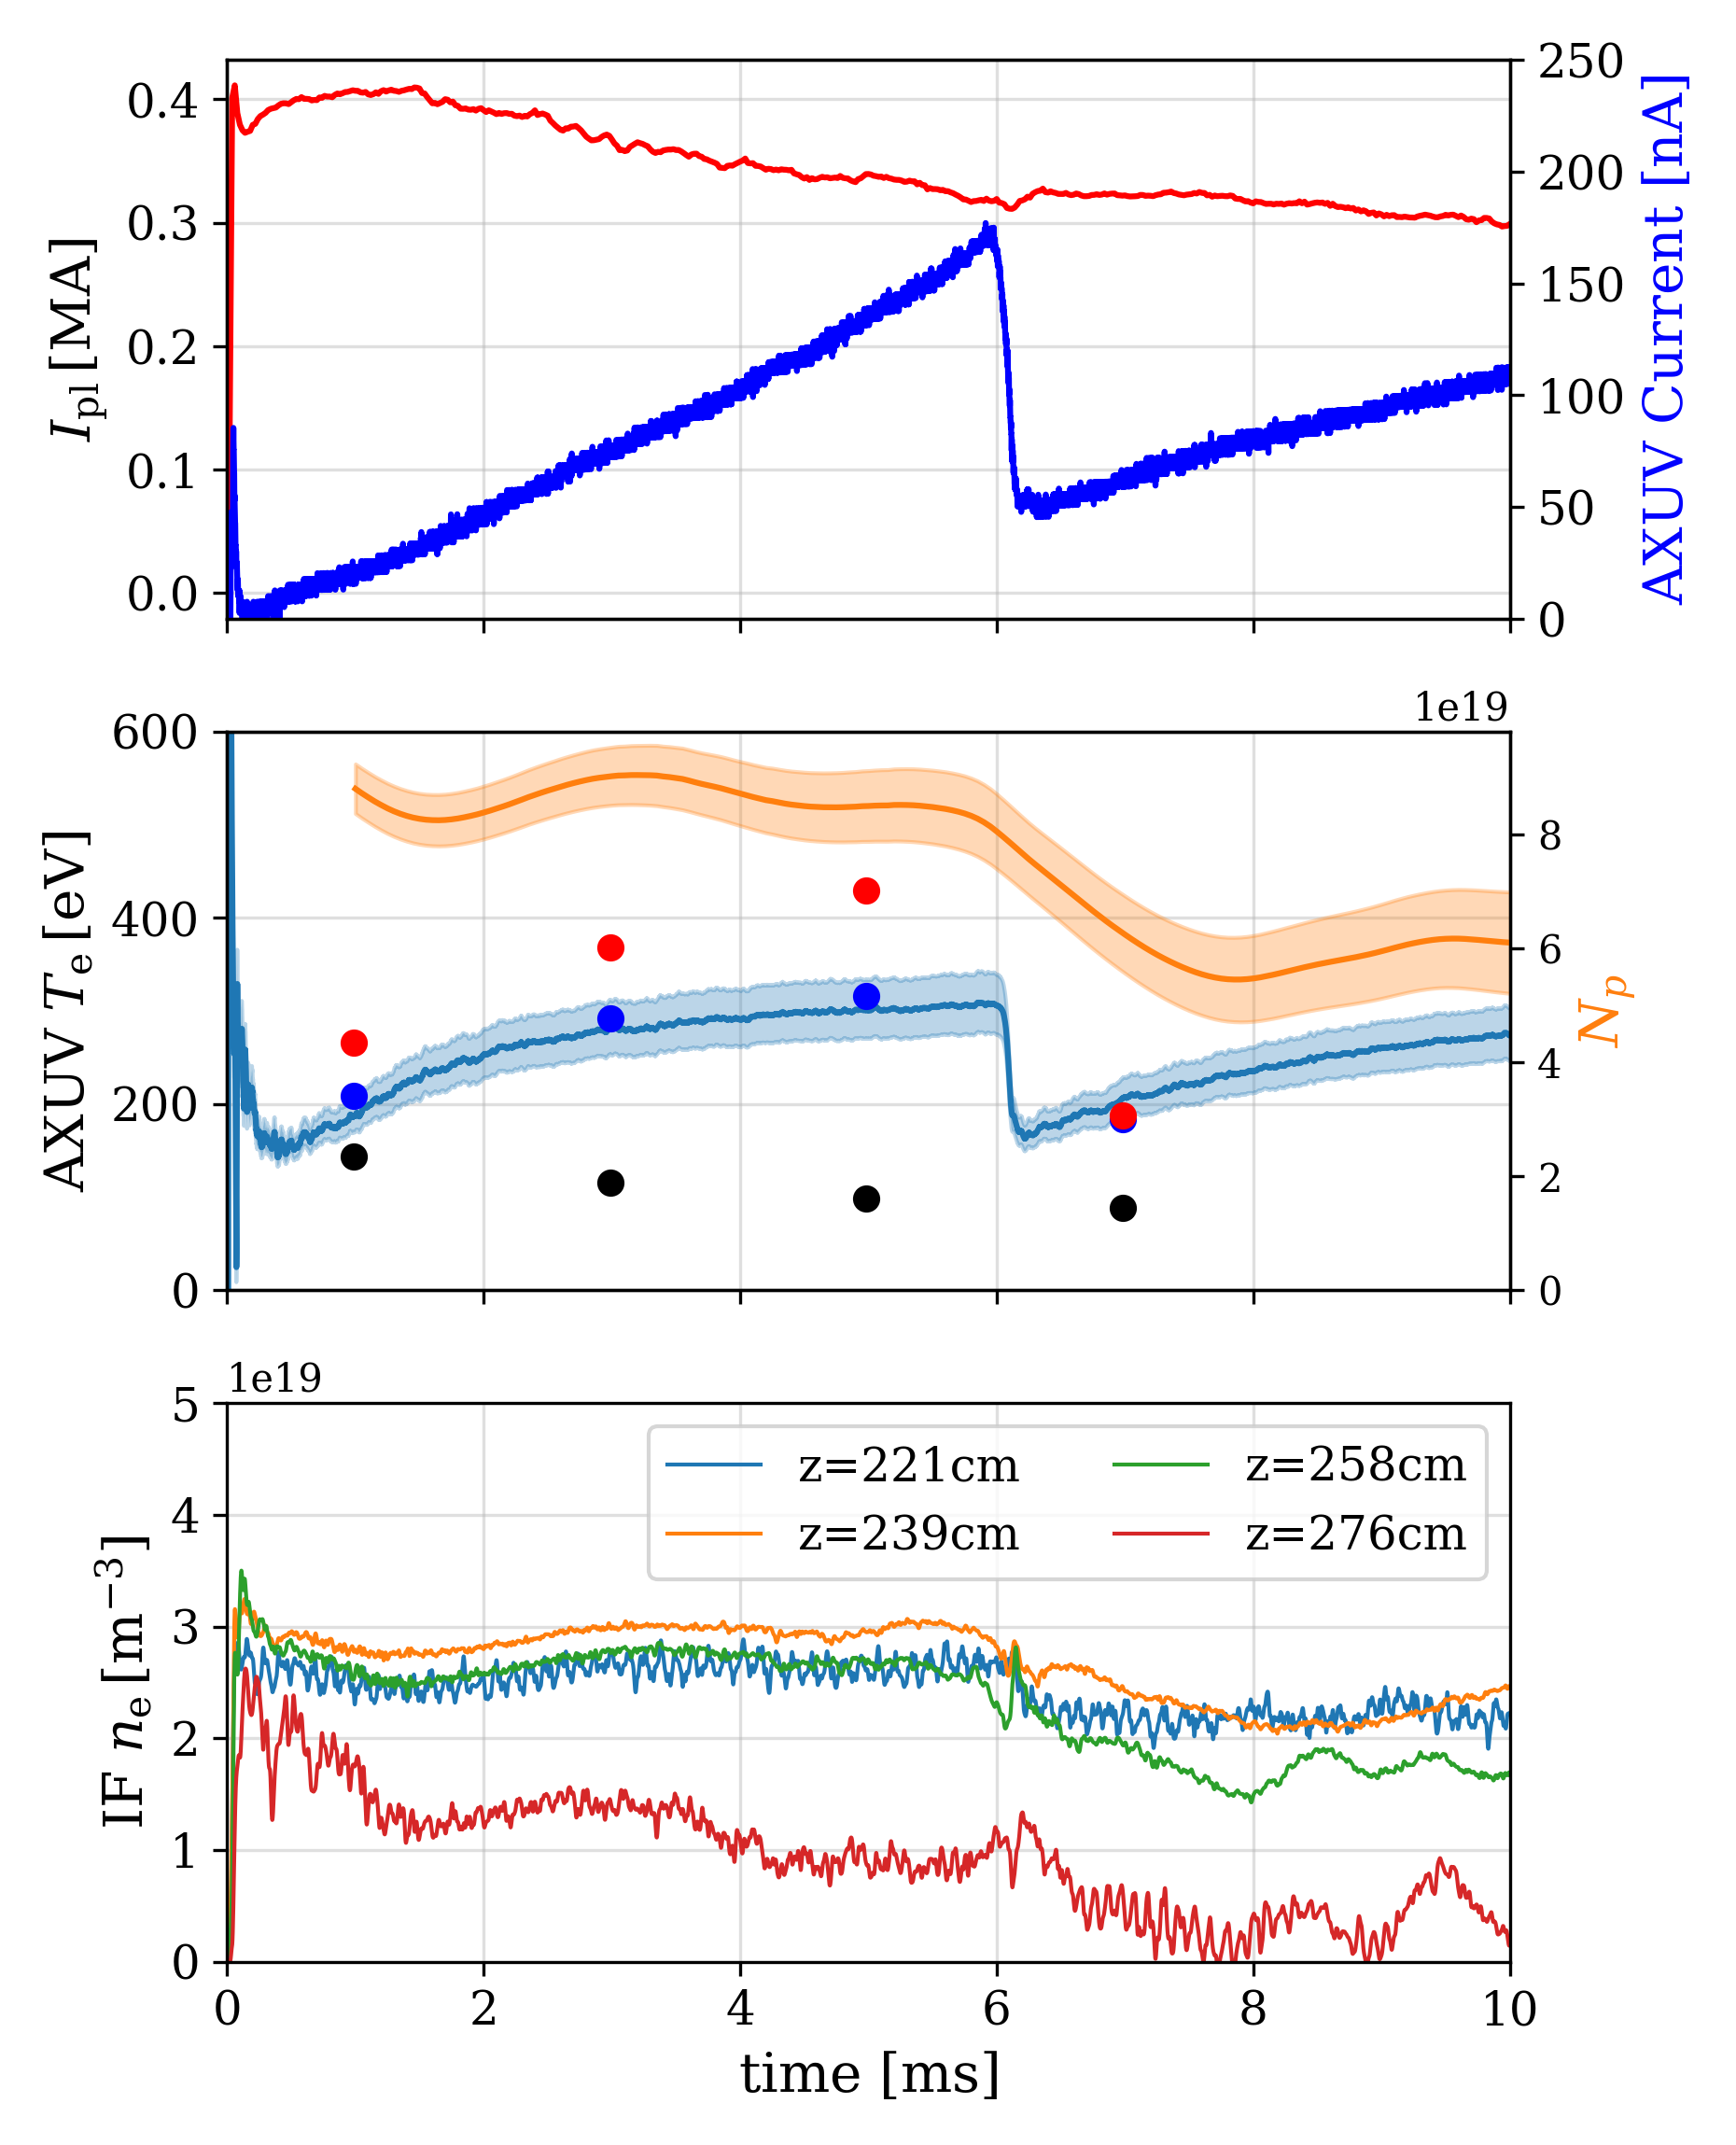 0.4
0.3
0.2
0.1
0.0
I_pl [MA]
250
200
150
100
50
0
AXUV Current [nA]
1e19
600
400
200
0
AXUV T_e [eV]
8
6
4
2
0
N_p
1e19
5
4
3
2
1
0
IF n_e [m⁻³]
z=221cm
z=239cm
z=258cm
z=276cm
0 2 4 6 8 10
time [ms]